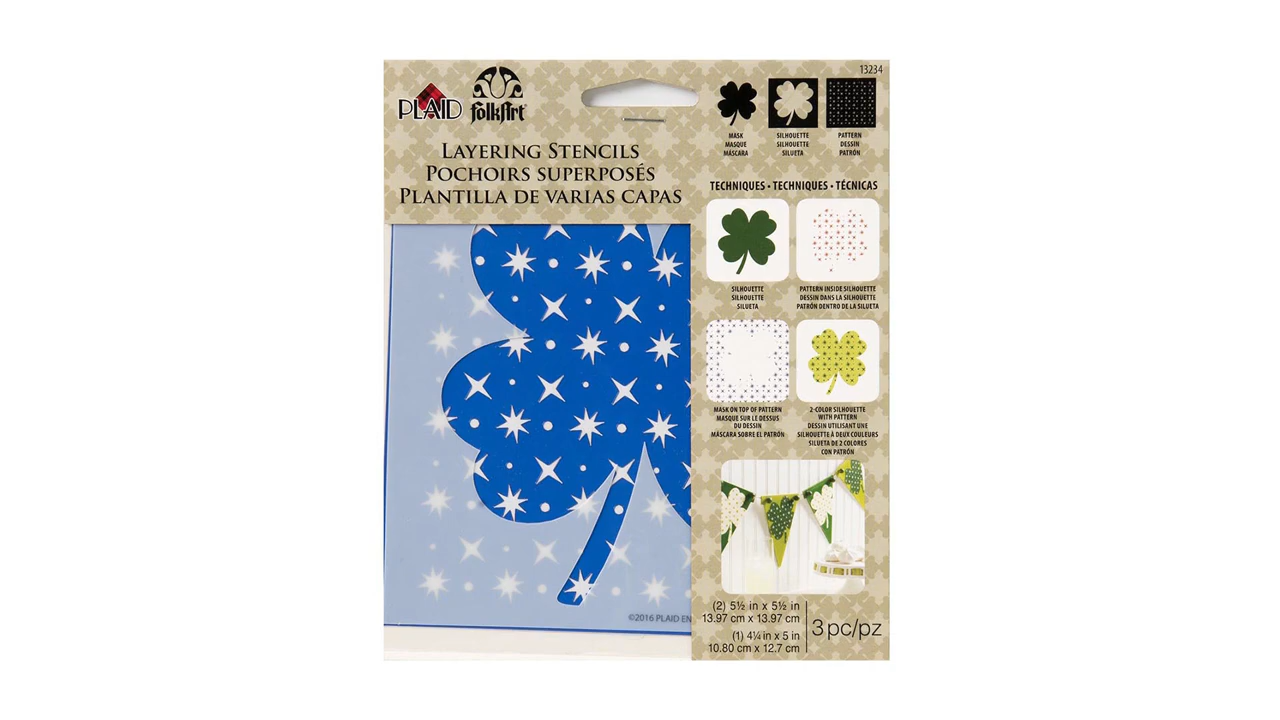 PLAID
FolkArt
LAYERING STENCILS
POCHOIRS SUPERPOSÉS
PLANTILLA DE VARIAS CAPAS
©2016 PLAID EN
13234
MASK
MASQUE
MÁSCARA
SILHOUETTE
SILHOUETTE
SILUETA
PATTERN
DESSIN
PATRÓN
TECHNIQUES • TECHNIQUES • TÉCNICAS
SILHOUETTE
SILHOUETTE
SILUETA
PATTERN INSIDE SILHOUETTE
DESSIN DANS LA SILHOUETTE
PATRÓN DENTRO DE LA SILUETA
MASK ON TOP OF PATTERN
MASQUE SUR LE DESSUS
DU DESSIN
MÁSCARA SOBRE EL PATRÓN
2-COLOR SILHOUETTE
WITH PATTERN
DESSIN UTILISANT UNE
SILHOUETTE À DEUX COULEURS
SILUETA DE 2 COLORES
CON PATRÓN
(2) 5½ in x 5½ in
13.97 cm x 13.97 cm
(1) 4¼ in x 5 in
10.80 cm x 12.7 cm
3 pc/pz